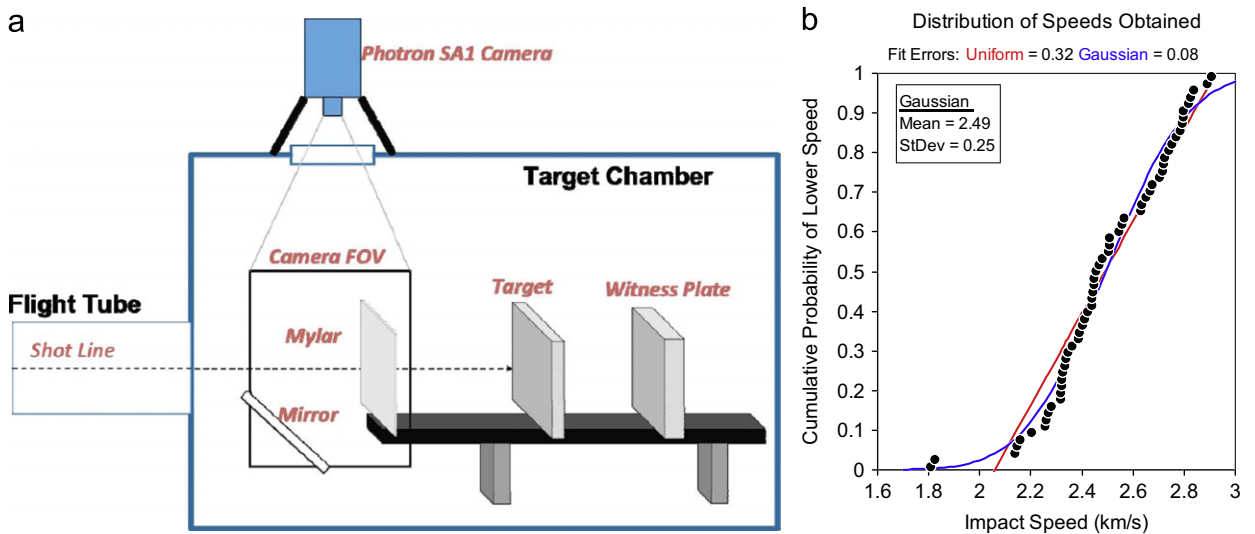 a
Photron SA1 Camera
Target Chamber
Camera FOV
Flight Tube
Target
Witness Plate
Shot Line
Mylar
Mirror
b
Distribution of Speeds Obtained
Fit Errors: Uniform = 0.32 Gaussian = 0.08
Gaussian
Mean = 2.49
StDev = 0.25
Cumulative Probability of Lower Speed
1
0.9
0.8
0.7
0.6
0.5
0.4
0.3
0.2
0.1
0
1.6 1.8 2 2.2 2.4 2.6 2.8 3
Impact Speed (km/s)